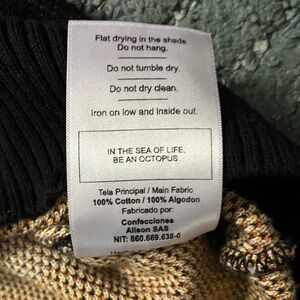 Flat drying in the shade.
Do not hang.
Do not tumble dry.
Do not dry clean.
Iron on low and inside out.
IN THE SEA OF LIFE,
BE AN OCTOPUS
Tela Principal / Main Fabric
100% Cotton / 100% Algodon
Fabricado por:
Confecciones
Alison SAS
NIT: 860.669.638-0